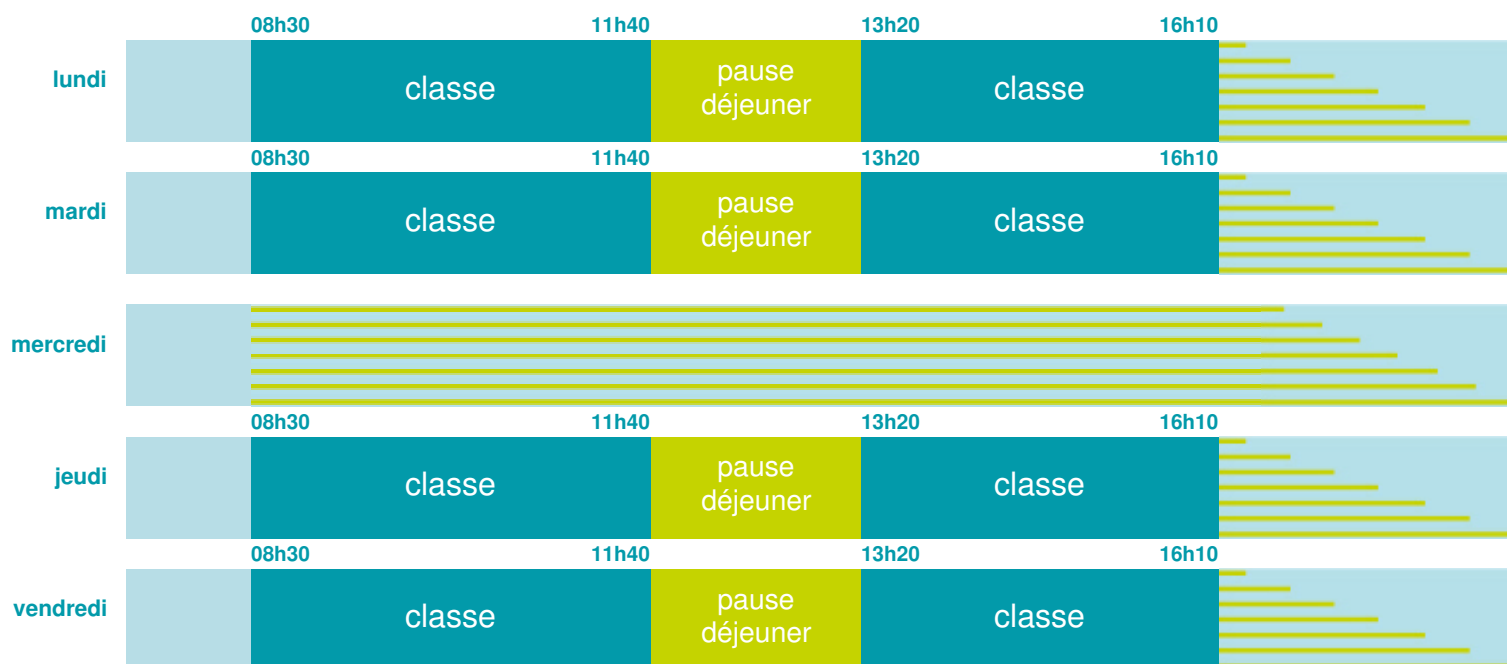 08h30 11h40 13h20 16h10
lundi classe pause déjeuner classe
08h30 11h40 13h20 16h10
mardi classe pause déjeuner classe
mercredi
08h30 11h40 13h20 16h10
jeudi classe pause déjeuner classe
08h30 11h40 13h20 16h10
vendredi classe pause déjeuner classe